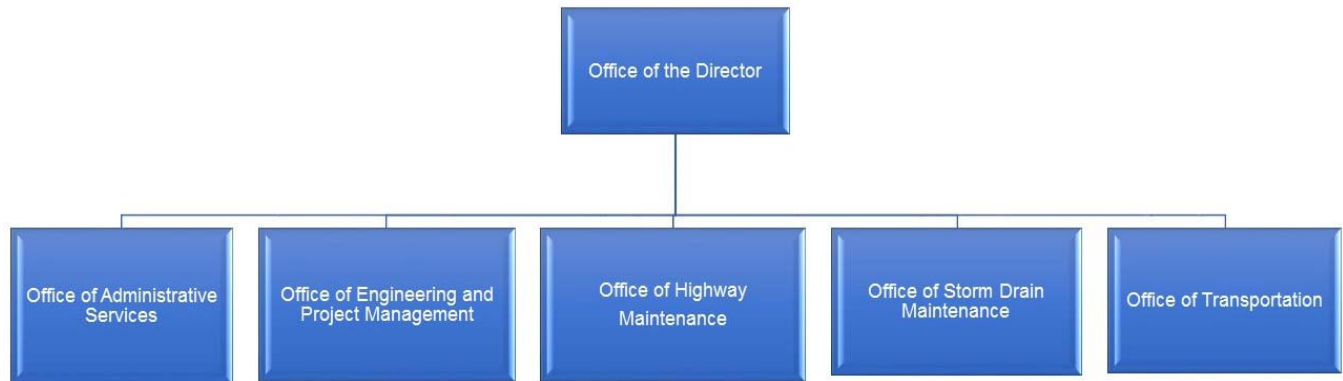 Office of the Director
Office of Administrative
Services
Office of Engineering and
Project Management
Office of Highway
Maintenance
Office of Storm Drain
Maintenance
Office of Transportation